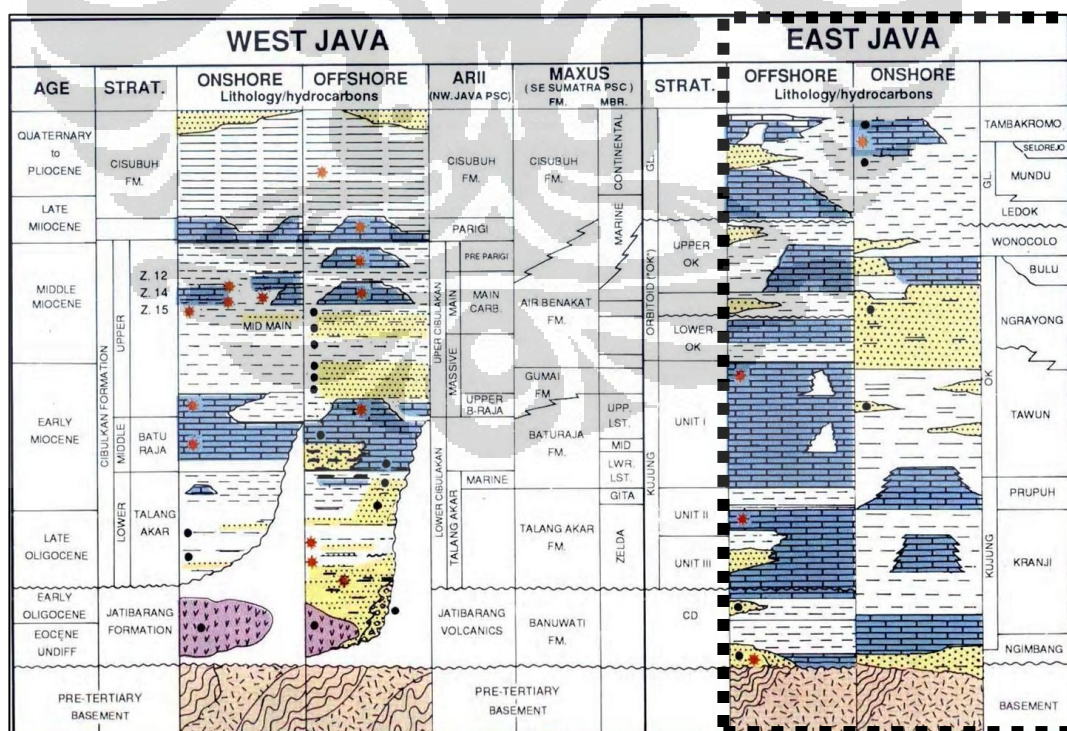 WEST JAVA
EAST JAVA
AGE
STRAT.
ONSHORE
OFFSHORE
Lithology/hydrocarbons
ARII
(NW. JAVA PSC)
MAXUS
(SE SUMATRA PSC)
FM.
MBR.
STRAT.
OFFSHORE
ONSHORE
Lithology/hydrocarbons
QUATERNARY
to
PLIOCENE
LATE
MIIOCENE
MIDDLE
MIOCENE
EARLY
MIOCENE
LATE
OLIGOCENE
EARLY
OLIGOCENE
EOCENE
UNDIFF
CISUBUH
FM.
CIBULKAN FORMATION
UPPER
MIDDLE
LOWER
BATU
RAJA
TALANG
AKAR
JATIBARANG
FORMATION
PRE-TERTIARY
BASEMENT
Z. 12
Z. 14
Z. 15
MID MAIN
CISUBUH
FM.
PARIGI
PRE PARIGI
UPER CIBULAKAN
MAIN
CARB.
MASSIVE
UPPER
B-RAJA
LOWER CIBULAKAN
TALANG AKAR
MARINE
JATIBARANG
VOLCANICS
PRE-TERTIARY
BASEMENT
CISUBUH
FM.
AIR BENAKAT
FM.
GUMAI
FM
BATURAJA
FM.
TALANG AKAR
FM.
BANUWATI
FM.
CONTINENTAL
MARINE
UPP.
LST.
MID
LWR.
LST.
GITA
ZELDA
GL.
ORBITOID ("OK")
UPPER
OK
LOWER
OK
KUJUNG
UNIT I
UNIT II
UNIT III
CD
TAMBAKROMO
SELOREJO
GL.
MUNDU
LEDOK
WONOCOLO
BULU
NGRAYONG
OK
TAWUN
PRUPUH
KUJUNG
KRANJI
NGIMBANG
BASEMENT